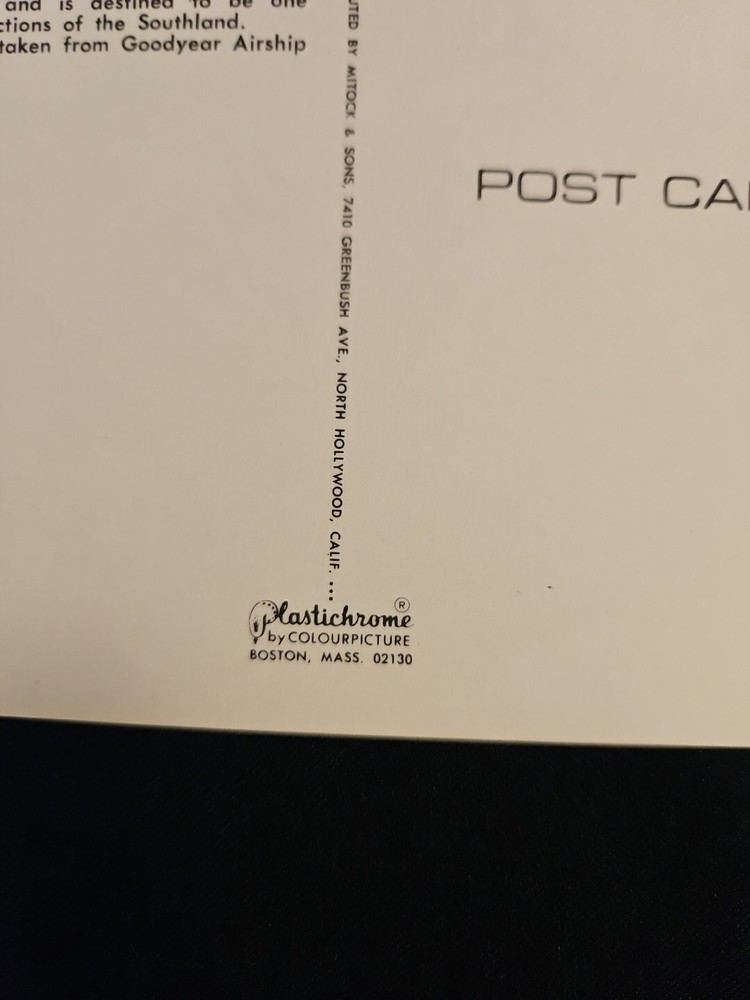 and is destined to be one
ctions of the Southland.
taken from Goodyear Airship
UTED BY MITOCK & SONS, 7410 GREENBUSH AVE., NORTH HOLLYWOOD, CALIF. ...
POST CA
Plastichrome ®
by COLOURPICTURE
BOSTON, MASS. 02130